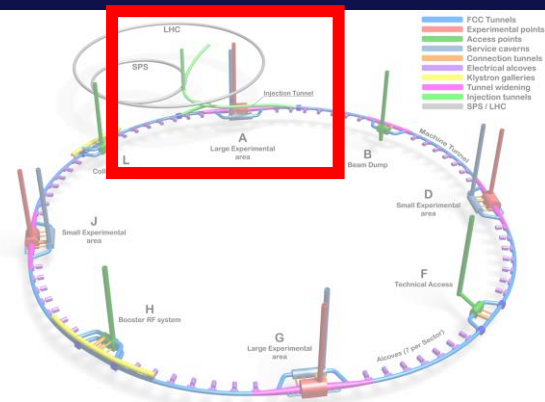 LHC
SPS
Injection Tunnel
A
Large Experimental
area
L
B
Beam Dump
Machine Tunnel
D
Small Experimental
area
J
Small Experimental
area
F
Technical Access
H
Booster RF system
G
Large Experimental
area
Alcoves (7 per Sector)
FCC Tunnels
Experimental points
Access points
Service caverns
Connection tunnels
Electrical alcoves
Klystron galleries
Tunnel widening
Injection tunnels
SPS / LHC